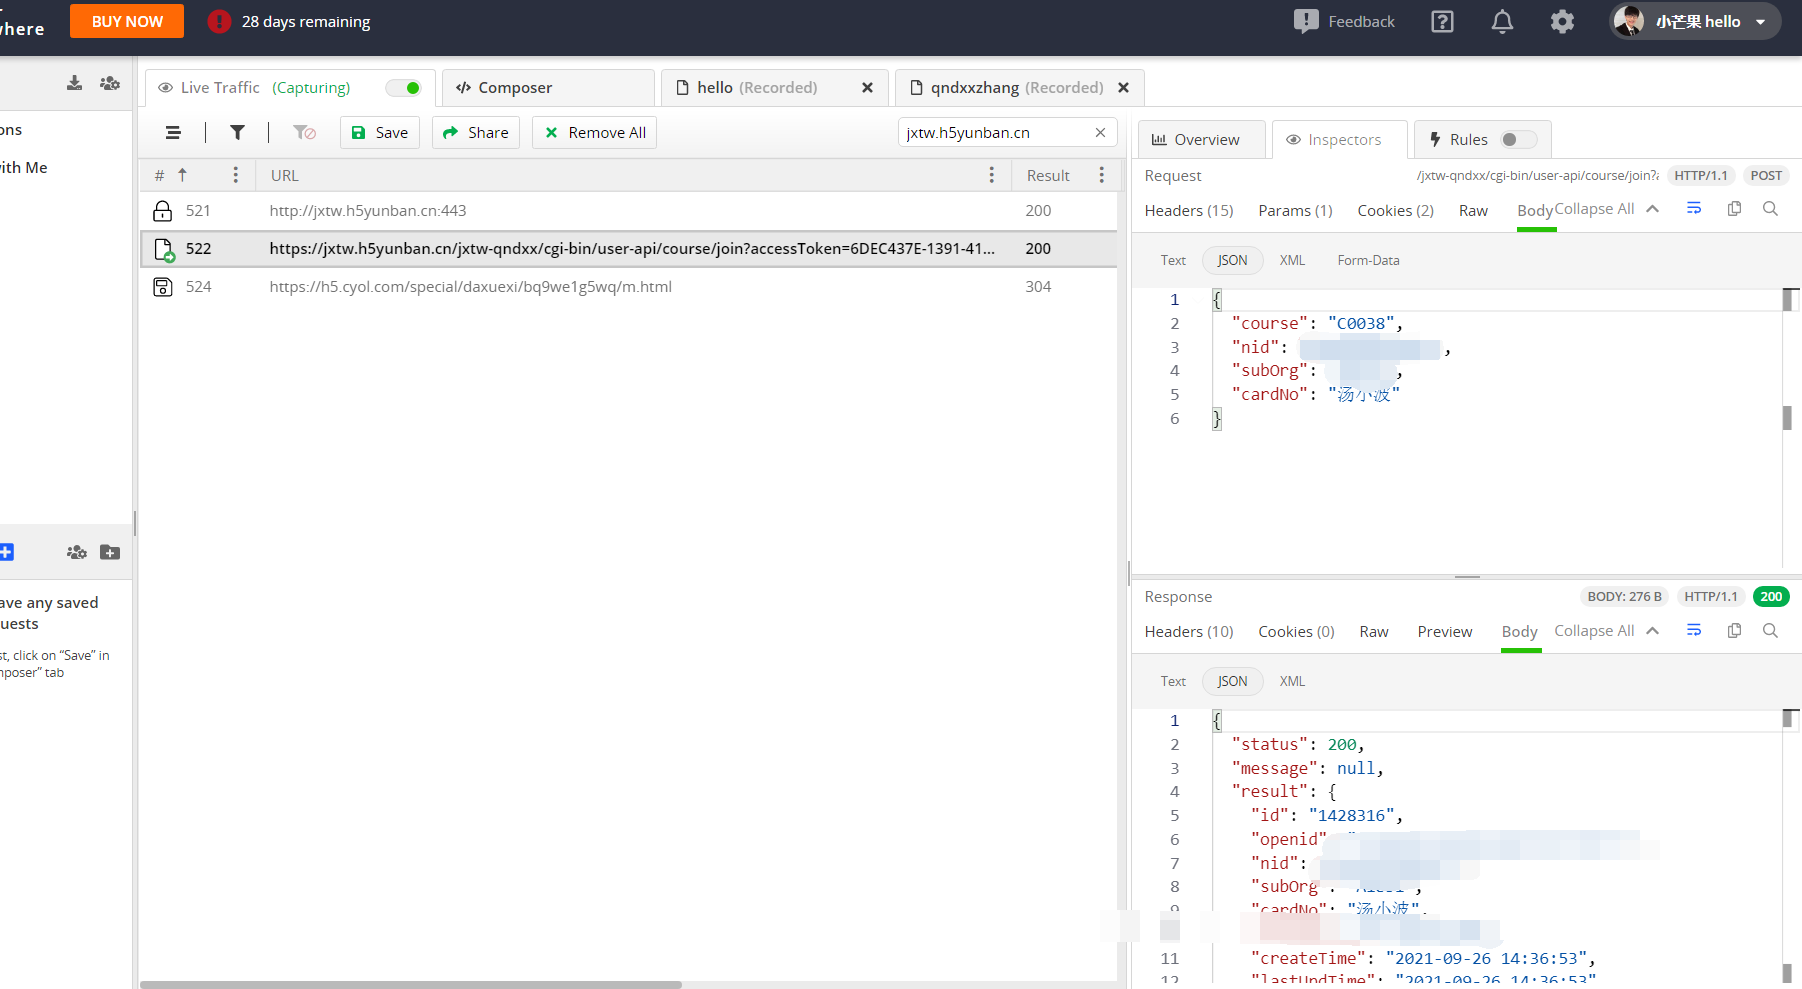 where
BUY NOW
28 days remaining
Feedback
小芒果 hello
Live Traffic (Capturing)
Composer
hello (Recorded)
qndxxzhang (Recorded)
ons
with Me
Save
Share
Remove All
jxtw.h5yunban.cn
# URL Result
521 http://jxtw.h5yunban.cn:443 200
522 https://jxtw.h5yunban.cn/jxtw-qndxx/cgi-bin/user-api/course/join?accessToken=6DEC437E-1391-41... 200
524 https://h5.cyol.com/special/daxuexi/bq9we1g5wq/m.html 304
ave any saved
uests
st, click on “Save” in
mposer” tab
Overview
Inspectors
Rules
Request /jxtw-qndxx/cgi-bin/user-api/course/join?a HTTP/1.1 POST
Headers (15) Params (1) Cookies (2) Raw Body Collapse All
Text JSON XML Form-Data
1 {
2 "course": "C0038",
3 "nid": ,
4 "subOrg": ,
5 "cardNo": "汤小波"
6 }
Response BODY: 276 B HTTP/1.1 200
Headers (10) Cookies (0) Raw Preview Body Collapse All
Text JSON XML
1 {
2 "status": 200,
3 "message": null,
4 "result": {
5 "id": "1428316",
6 "openid"
7 "nid":
8 "subOrg" : ",
9 "cardNo": "汤小波",
11 "createTime": "2021-09-26 14:36:53",
12 "lastUpdTime": "2021-09-26 14:36:53"